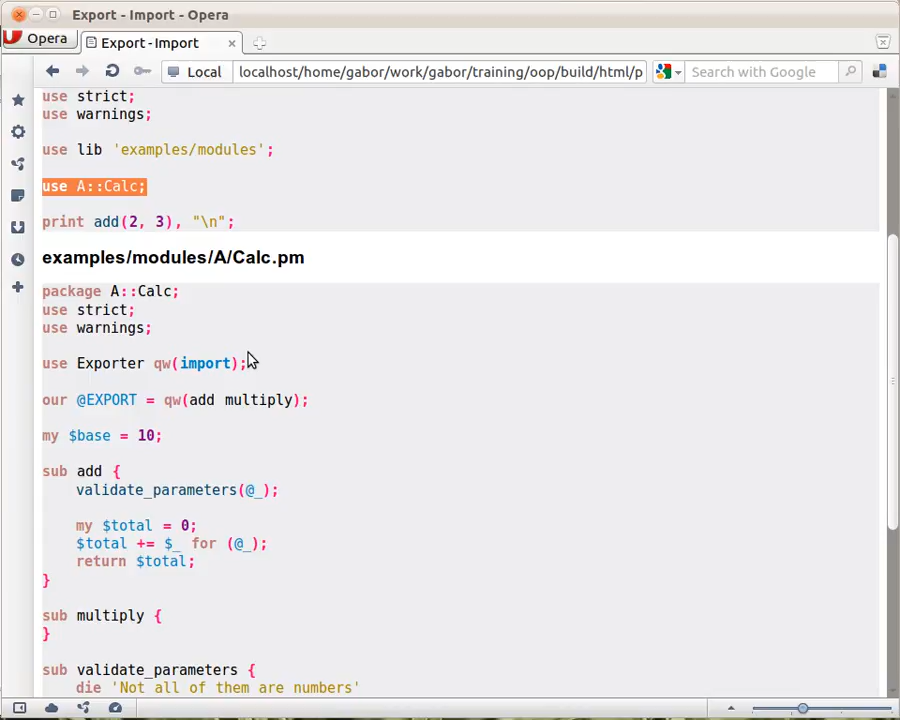 Export - Import - Opera
Opera
Export - Import
Local
localhost/home/gabor/work/gabor/training/oop/build/html/p
Search with Google
use strict;
use warnings;
use lib 'examples/modules';
use A::Calc;
print add(2, 3), "\n";
examples/modules/A/Calc.pm
package A::Calc;
use strict;
use warnings;
use Exporter qw(import);
our @EXPORT = qw(add multiply);
my $base = 10;
sub add {
    validate_parameters(@_);
    my $total = 0;
    $total += $_ for (@_);
    return $total;
}
sub multiply {
}
sub validate_parameters {
    die 'Not all of them are numbers'